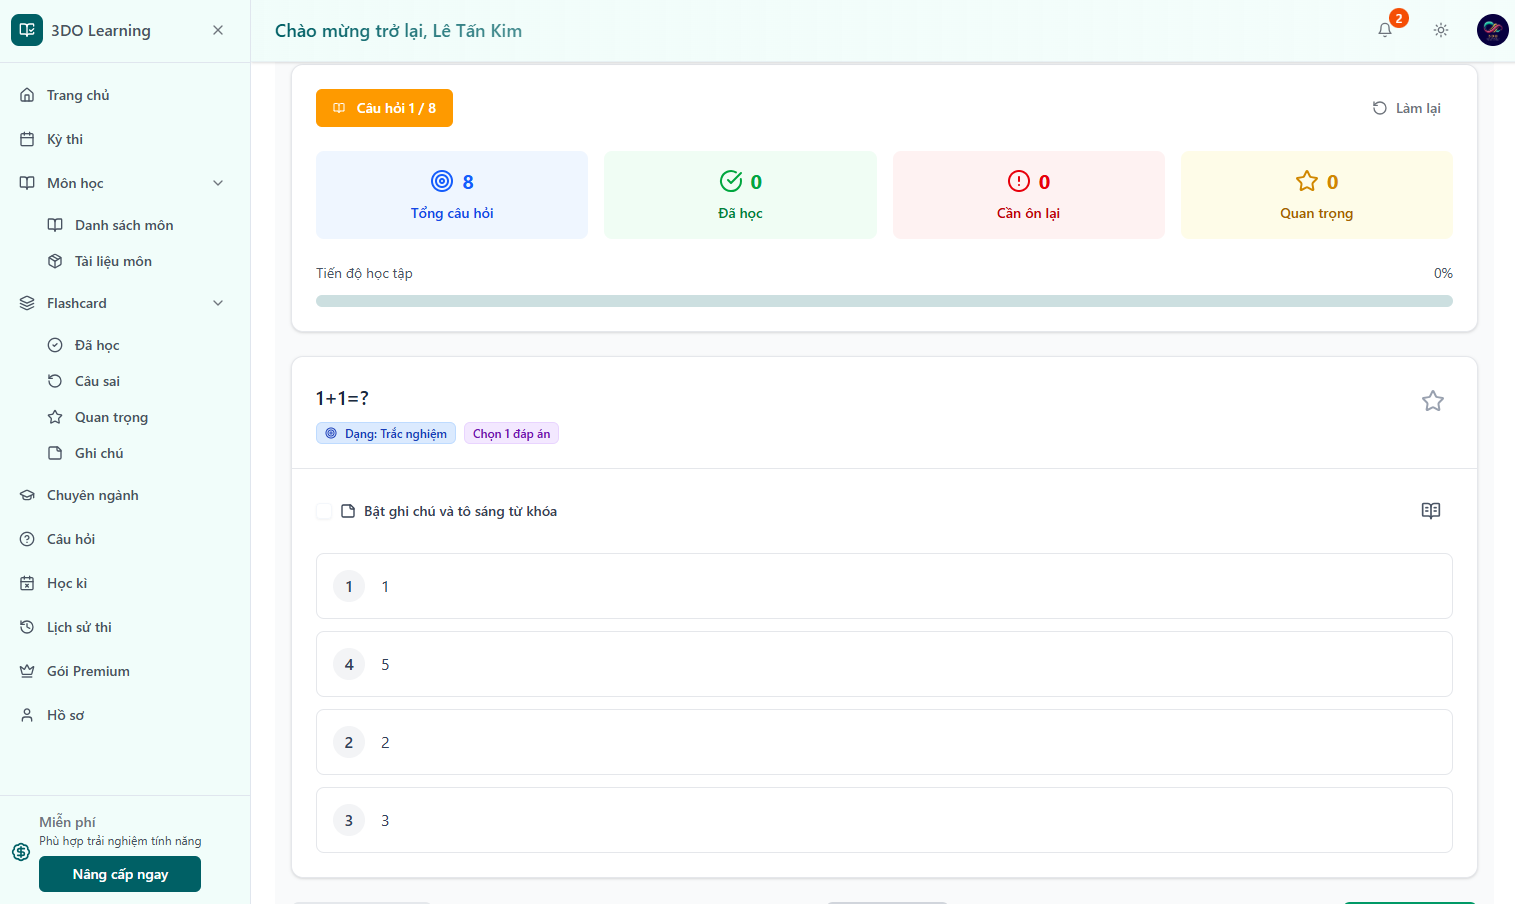 3DO Learning
Chào mừng trở lại, Lê Tấn Kim
2
Trang chủ
Kỳ thi
Môn học
Danh sách môn
Tài liệu môn
Flashcard
Đã học
Câu sai
Quan trọng
Ghi chú
Chuyên ngành
Câu hỏi
Học kì
Lịch sử thi
Gói Premium
Hồ sơ
Miễn phí
Phù hợp trải nghiệm tính năng
Nâng cấp ngay
Câu hỏi 1 / 8
Làm lại
8
Tổng câu hỏi
0
Đã học
0
Cần ôn lại
0
Quan trọng
Tiến độ học tập
0%
1+1=?
Dạng: Trắc nghiệm
Chọn 1 đáp án
Bật ghi chú và tô sáng từ khóa
1 1
4 5
2 2
3 3